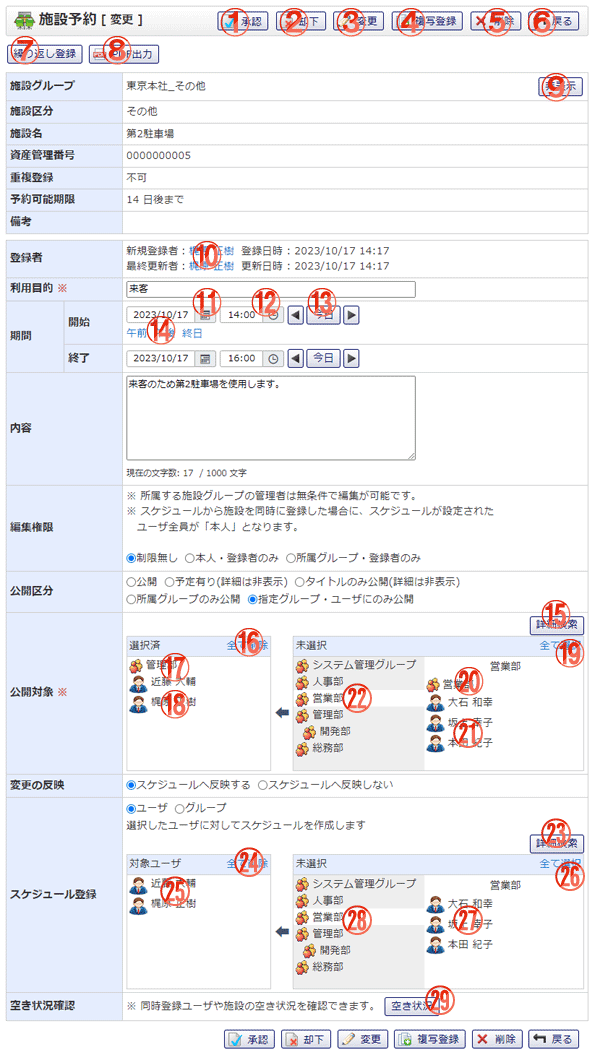 施設予約 [ 変更 ]
① 承認 ② 却下 ③ 変更 ④ 複写登録 ⑤ 削除 ⑥ 戻る
⑦ 繰り返し登録 ⑧ PDF出力
施設グループ 東京本社_その他 ⑨
施設区分 その他
施設名 第2駐車場
資産管理番号 0000000005
重複登録 不可
予約可能期限 14 日後まで
備考
登録者 新規登録者 : 梶原 正樹 登録日時 : 2023/10/17 14:17
⑩
最終更新者 : 梶原 正樹 更新日時 : 2023/10/17 14:17
利用目的 ※ 来客
⑪ ⑫ ⑬
期間 開始 2023/10/17 14:00 ◀ 今日 ▶
午前 ⑭ 終日
終了 2023/10/17 16:00 ◀ 今日 ▶
内容 来客のため第2駐車場を使用します。
現在の文字数: 17 / 1000 文字
編集権限 ※ 所属する施設グループの管理者は無条件で編集が可能です。
※ スケジュールから施設を同時に登録した場合に、スケジュールが設定された
ユーザ全員が「本人」となります。
制限無し 本人・登録者のみ 所属グループ・登録者のみ
公開区分 公開 予定有り(詳細は非表示) タイトルのみ公開(詳細は非表示)
所属グループのみ公開 指定グループ・ユーザにのみ公開
公開対象 ※ ⑮ 詳細検索
選択済 ⑯ 全て削除 未選択 全て選択 ⑲
⑰ 管理部 システム管理グループ 営業部
近藤 大輔 人事部 営業部 ⑳
⑱ 梶原 正樹 営業部 ㉒ 大石 和幸
管理部 坂上 幸子 ㉑
開発部 本田 紀子
総務部
変更の反映 スケジュールへ反映する スケジュールへ反映しない
スケジュール登録 ユーザ グループ
選択したユーザに対してスケジュールを作成します
㉓ 詳細検索
対象ユーザ ㉔ 全て削除 未選択 全て選択 ㉖
近藤 大輔 システム管理グループ 営業部
㉕ 梶原 正樹 人事部 大石 和幸
営業部 ㉘ 坂上 幸子 ㉗
管理部 本田 紀子
開発部
総務部
空き状況確認 ※ 同時登録ユーザや施設の空き状況を確認できます。 空き状況 ㉙
承認 却下 変更 複写登録 削除 戻る